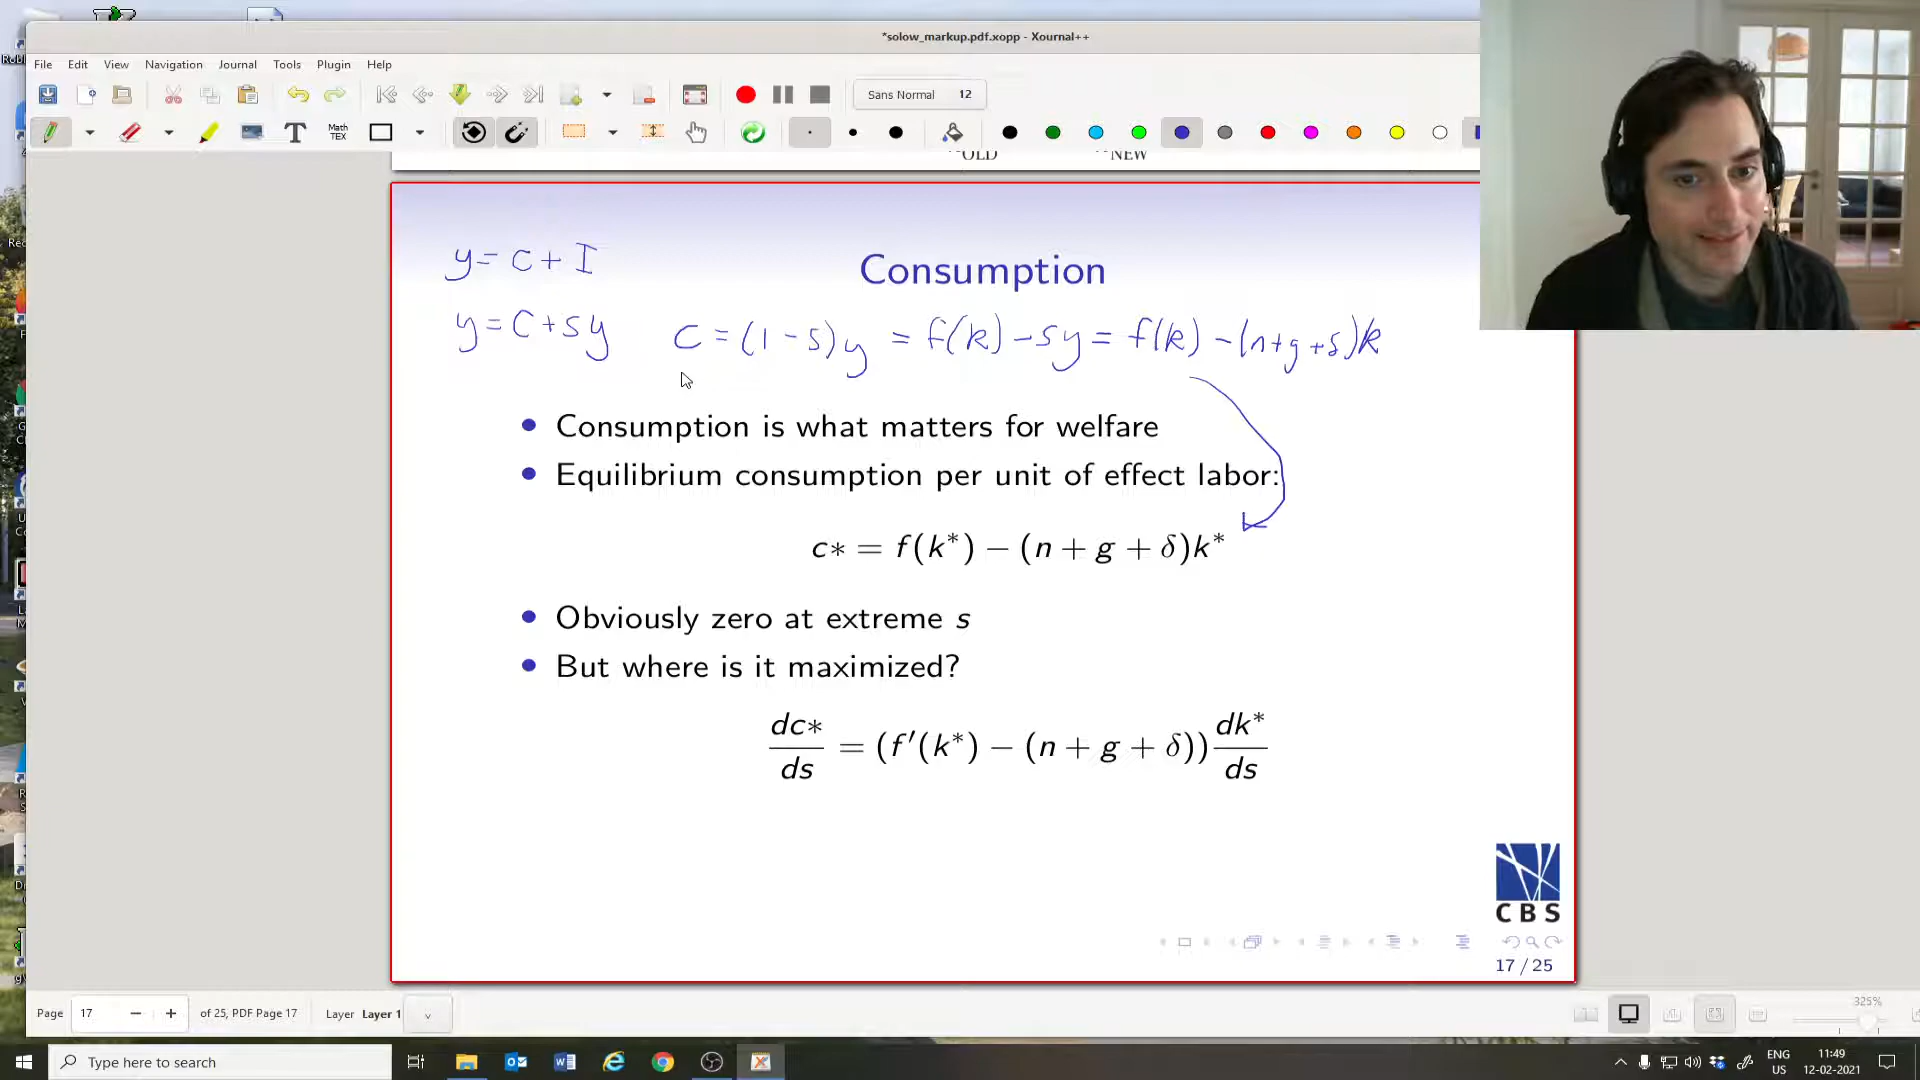 *solow_markup.pdf.xopp - Xournal++
File Edit View Navigation Journal Tools Plugin Help
Sans Normal 12
Math
TEX
OLD NEW
y = c + I
Consumption
y = c + sy c = (1 - s)y = f(k) - sy = f(k) - (n+g+δ)k
• Consumption is what matters for welfare
• Equilibrium consumption per unit of effect labor:
c∗ = f(k*) − (n + g + δ)k*
• Obviously zero at extreme s
• But where is it maximized?
dc∗/ds = (f′(k*) − (n + g + δ)) dk*/ds
CBS
17 / 25
Page 17 of 25, PDF Page 17 Layer Layer 1
325%
Type here to search
ENG
US
11:49
12-02-2021